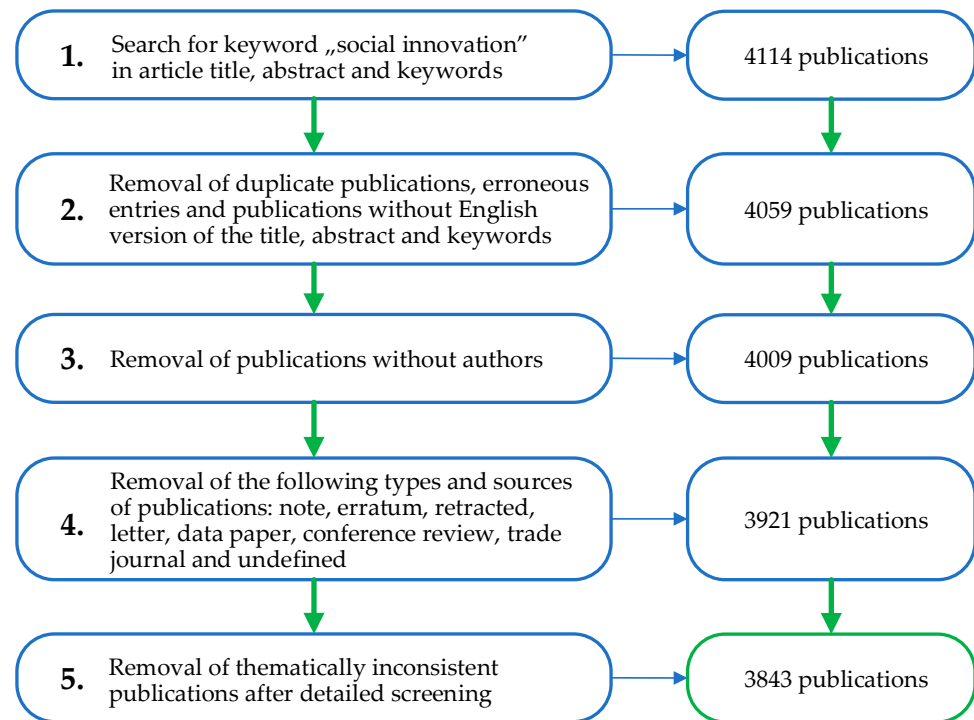 1.
Search for keyword „social innovation”
in article title, abstract and keywords
4114 publications
2.
Removal of duplicate publications, erroneous
entries and publications without English
version of the title, abstract and keywords
4059 publications
3.
Removal of publications without authors
4009 publications
4.
Removal of the following types and sources
of publications: note, erratum, retracted,
letter, data paper, conference review, trade
journal and undefined
3921 publications
5.
Removal of thematically inconsistent
publications after detailed screening
3843 publications